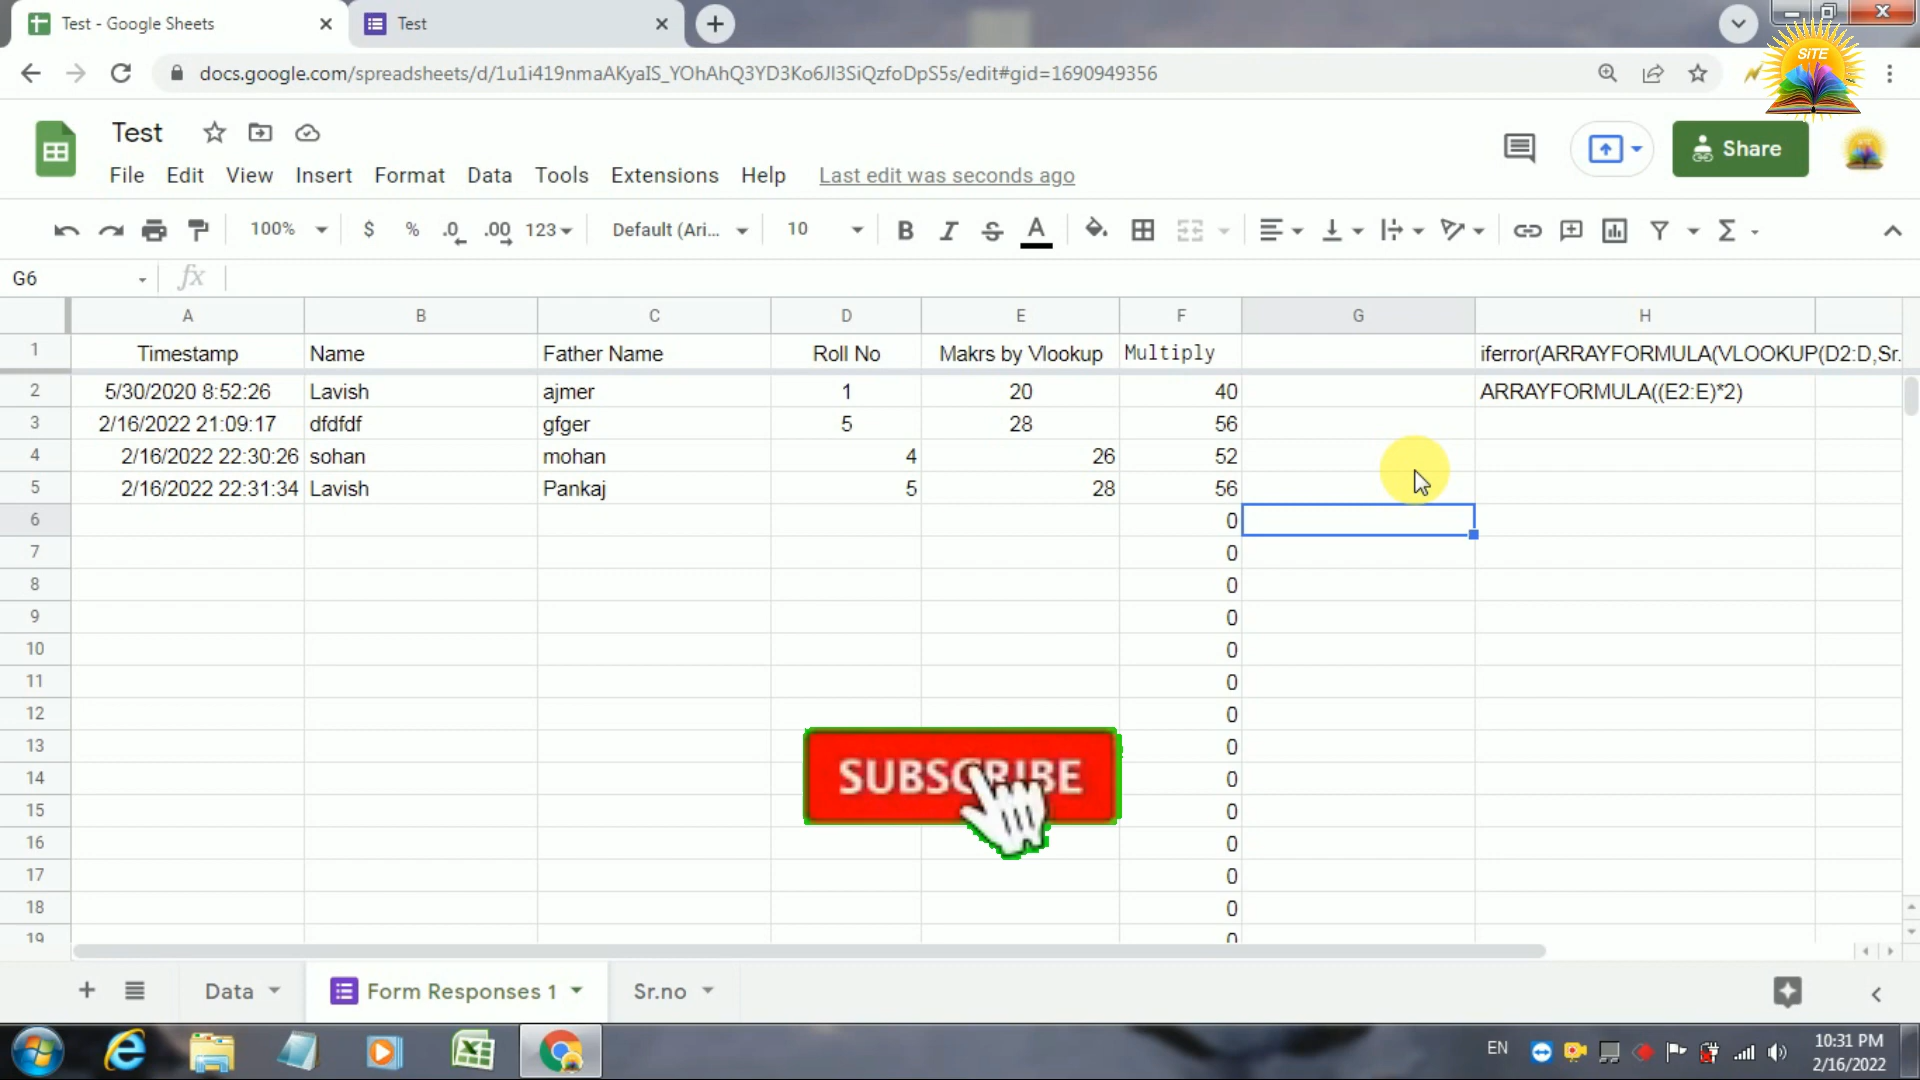 Test - Google Sheets
Test
docs.google.com/spreadsheets/d/1u1i419nmaAKyaIS_YOhAhQ3YD3Ko6JI3SiQzfoDpS5s/edit#gid=1690949356
SiTE
Test
Share
File Edit View Insert Format Data Tools Extensions Help Last edit was seconds ago
100% $ % .0 .00 123 Default (Ari... 10 B I S A Σ
G6 fx
A B C D E F G H
1 Timestamp Name Father Name Roll No Makrs by Vlookup Multiply iferror(ARRAYFORMULA(VLOOKUP(D2:D,Sr.
2 5/30/2020 8:52:26 Lavish ajmer 1 20 40 ARRAYFORMULA((E2:E)*2)
3 2/16/2022 21:09:17 dfdfdf gfger 5 28 56
4 2/16/2022 22:30:26 sohan mohan 4 26 52
5 2/16/2022 22:31:34 Lavish Pankaj 5 28 56
6 0
7 0
8 0
9 0
10 0
11 0
12 0
13 0
14 0
15 0
16 0
17 0
18 0
19 0
SUBSCRIBE
Data Form Responses 1 Sr.no
EN 10:31 PM
2/16/2022